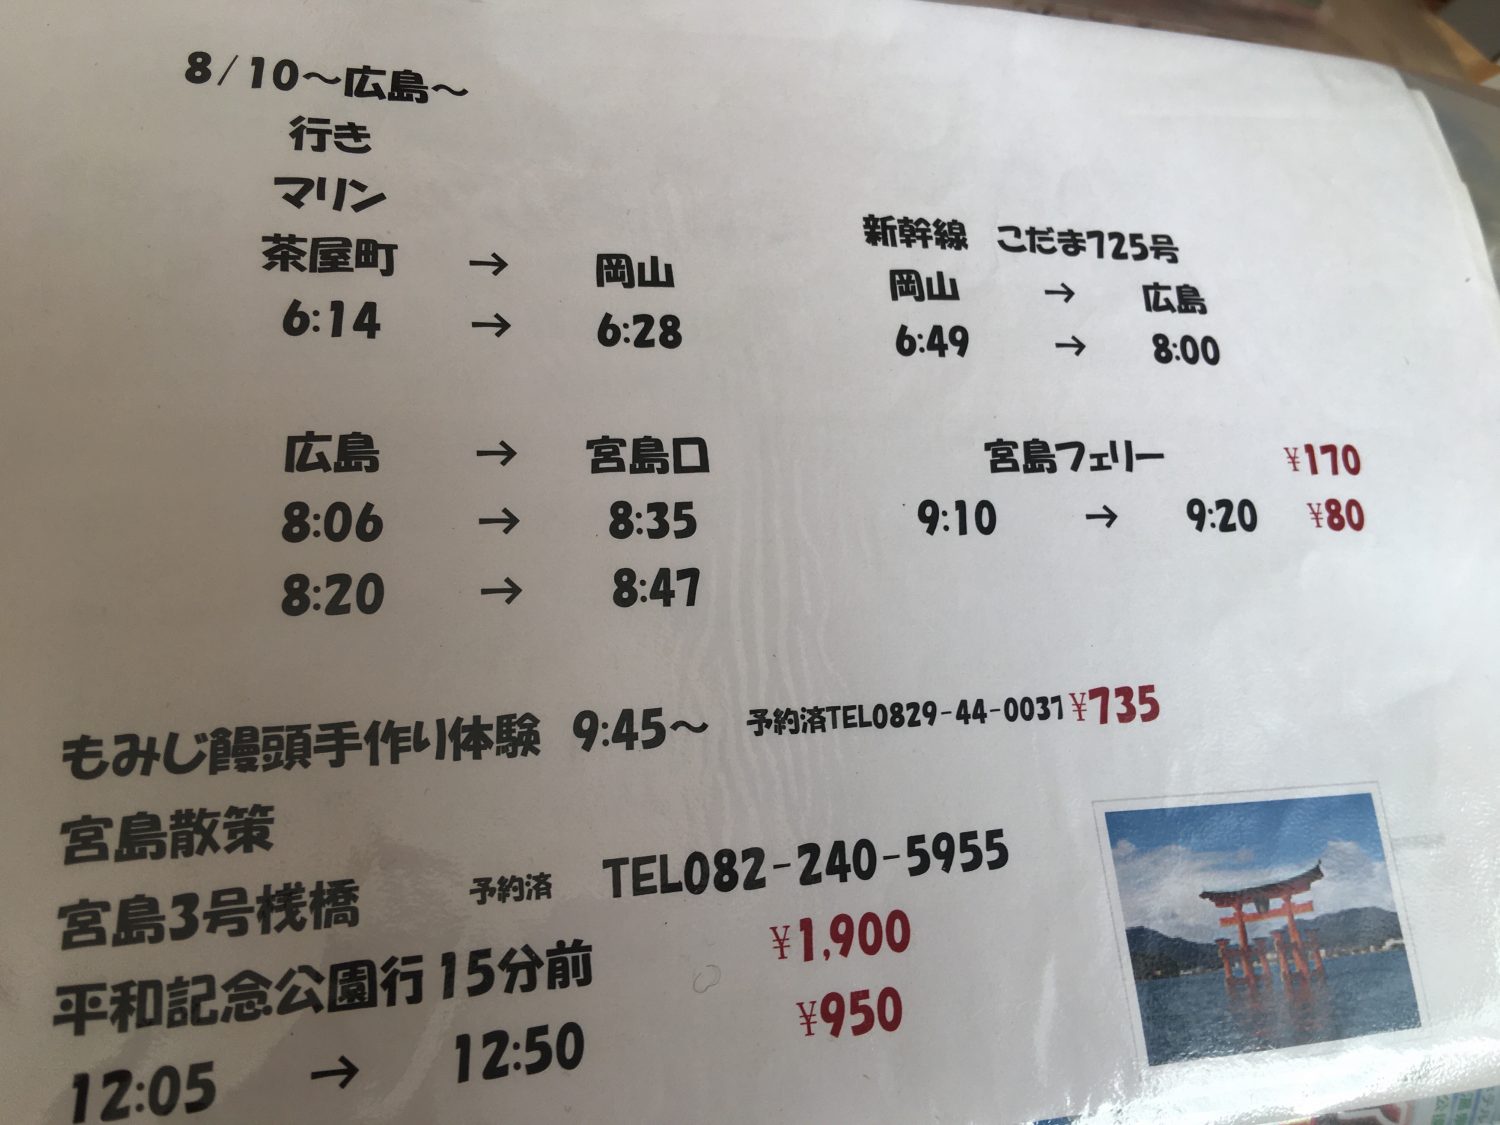 8/10～広島～
行き
マリン
茶屋町 → 岡山
6:14 → 6:28
新幹線 こだま725号
岡山 → 広島
6:49 → 8:00
広島 → 宮島口
8:06 → 8:35
8:20 → 8:47
宮島フェリー ¥170
9:10 → 9:20 ¥80
もみじ饅頭手作り体験 9:45～ 予約済TEL0829-44-0037 ¥735
宮島散策
宮島3号桟橋 予約済 TEL082-240-5955
平和記念公園行 15分前 ¥1,900
12:05 → 12:50 ¥950